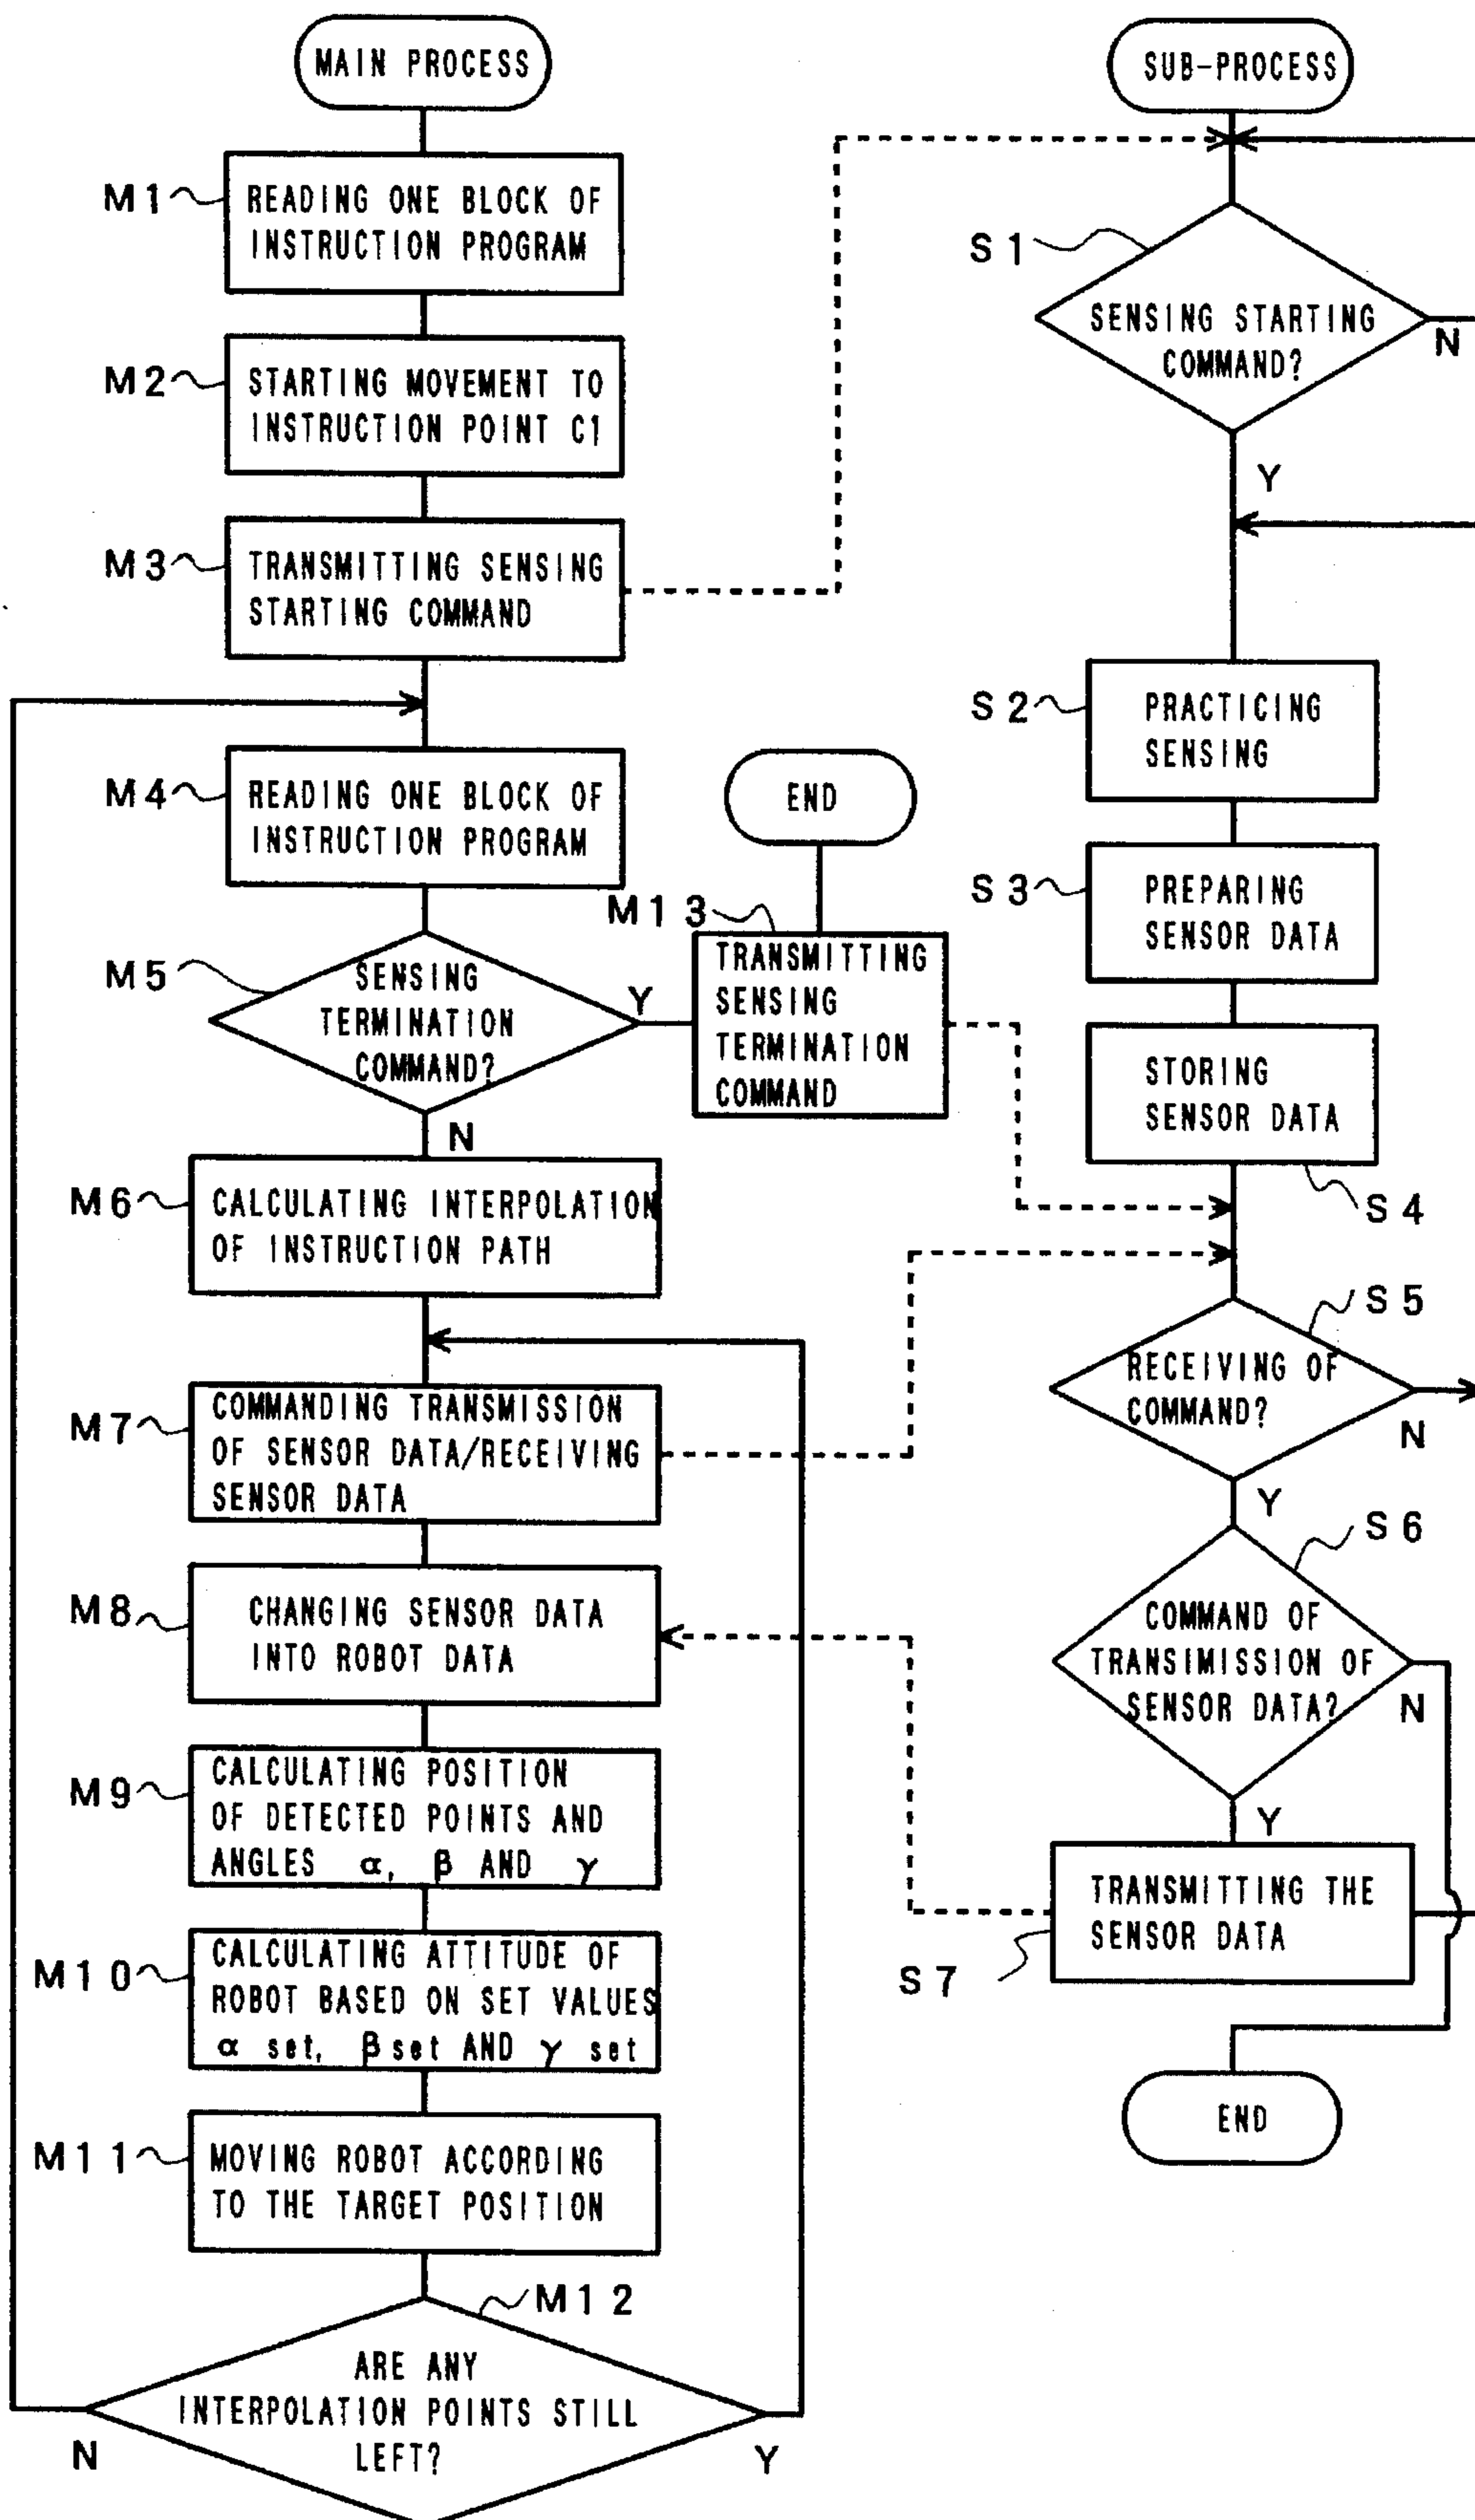 MAIN PROCESS
M1
READING ONE BLOCK OF
INSTRUCTION PROGRAM
M2
STARTING MOVEMENT TO
INSTRUCTION POINT C1
M3
TRANSMITTING SENSING
STARTING COMMAND
M4
READING ONE BLOCK OF
INSTRUCTION PROGRAM
M5
SENSING
TERMINATION
COMMAND?
Y
N
END
M13
TRANSMITTING
SENSING
TERMINATION
COMMAND
M6
CALCULATING INTERPOLATION
OF INSTRUCTION PATH
M7
COMMANDING TRANSMISSION
OF SENSOR DATA/RECEIVING
SENSOR DATA
M8
CHANGING SENSOR DATA
INTO ROBOT DATA
M9
CALCULATING POSITION
OF DETECTED POINTS AND
ANGLES α, β AND γ
M10
CALCULATING ATTITUDE OF
ROBOT BASED ON SET VALUES
α set, β set AND γ set
M11
MOVING ROBOT ACCORDING
TO THE TARGET POSITION
M12
ARE ANY
INTERPOLATION POINTS STILL
LEFT?
N
Y
SUB-PROCESS
S1
SENSING STARTING
COMMAND?
N
Y
S2
PRACTICING
SENSING
S3
PREPARING
SENSOR DATA
STORING
SENSOR DATA
S4
S5
RECEIVING OF
COMMAND?
N
Y
S6
COMMAND OF
TRANSIMISSION OF
SENSOR DATA?
N
Y
TRANSMITTING THE
SENSOR DATA
S7
END